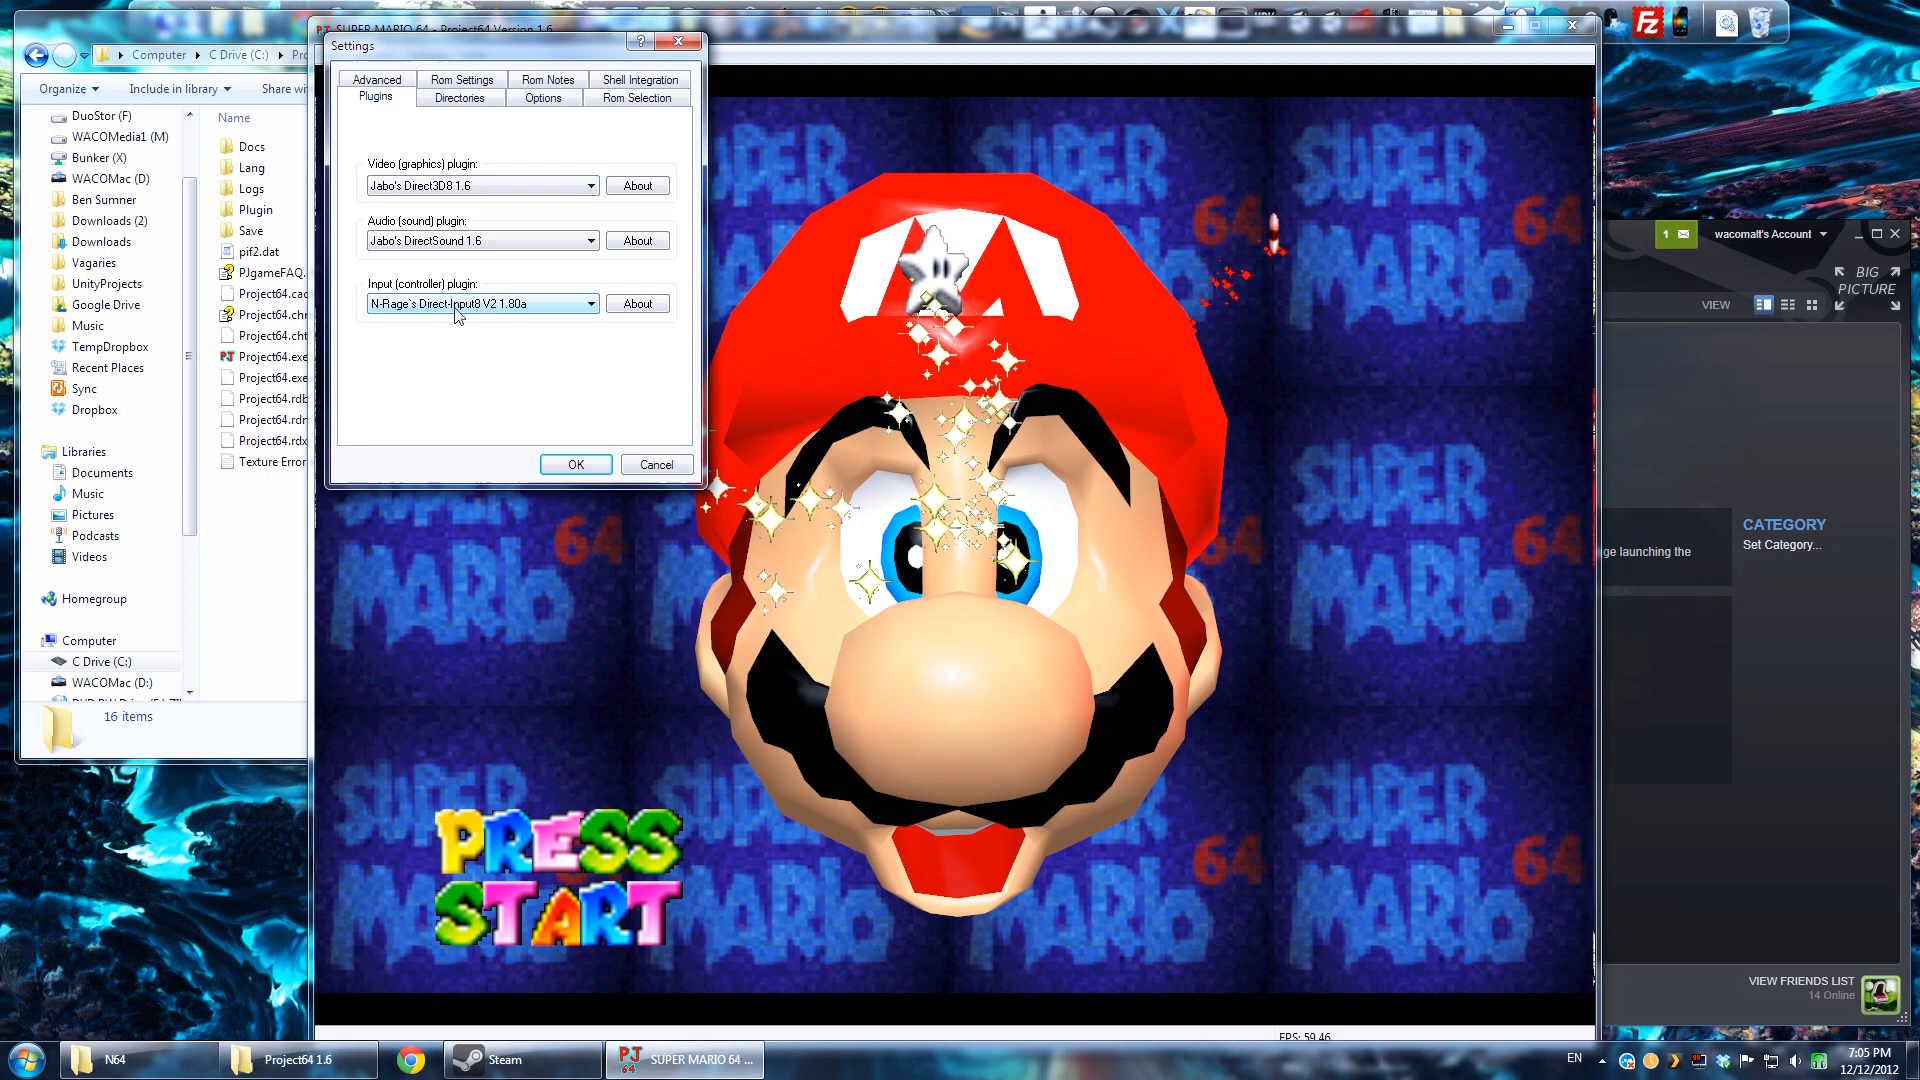 SUPER MARIO 64 - Project64 Version 1.6
Settings
Advanced
Rom Settings
Rom Notes
Shell Integration
Plugins
Directories
Options
Rom Selection
Video (graphics) plugin:
Jabo's Direct3D8 1.6
About
Audio (sound) plugin:
Jabo's DirectSound 1.6
About
Input (controller) plugin:
N-Rage`s Direct-Input8 V2 1.80a
About
OK
Cancel
Computer
C Drive (C:)
Organize
Include in library
Share wi
DuoStor (F)
WACOMedia1 (M)
Bunker (X)
WACOMac (D)
Ben Sumner
Downloads (2)
Downloads
Vagaries
UnityProjects
Google Drive
Music
TempDropbox
Recent Places
Sync
Dropbox
Libraries
Documents
Music
Pictures
Podcasts
Videos
Homegroup
Computer
C Drive (C:)
WACOMac (D:)
16 items
Name
Docs
Lang
Logs
Plugin
Save
pif2.dat
PJgameFAQ.
Project64.cac
Project64.chr
Project64.cht
Project64.exe
Project64.exe
Project64.rdb
Project64.rdn
Project64.rdx
Texture Error
SUPER
MARIO
64
PRESS
START
FPS: 59.46
1
wacomalt's Account
BIG
PICTURE
VIEW
CATEGORY
ge launching the
Set Category...
VIEW FRIENDS LIST
14 Online
N64
Project64 1.6
Steam
SUPER MARIO 64 ...
EN
7:05 PM
12/12/2012